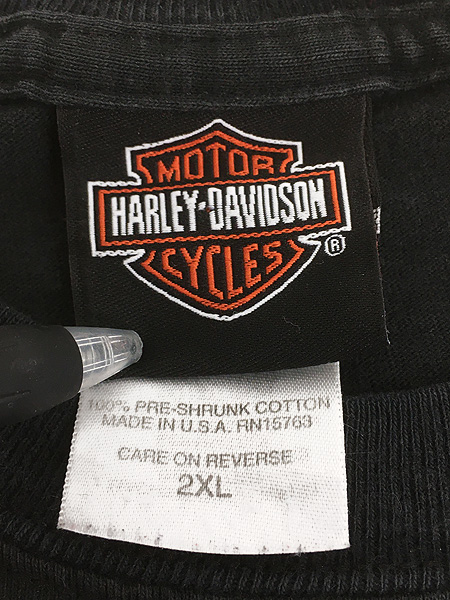 MOTOR
HARLEY-DAVIDSON
CYCLES
®
100% PRE-SHRUNK COTTON
MADE IN U.S.A. RN15763
CARE ON REVERSE
2XL